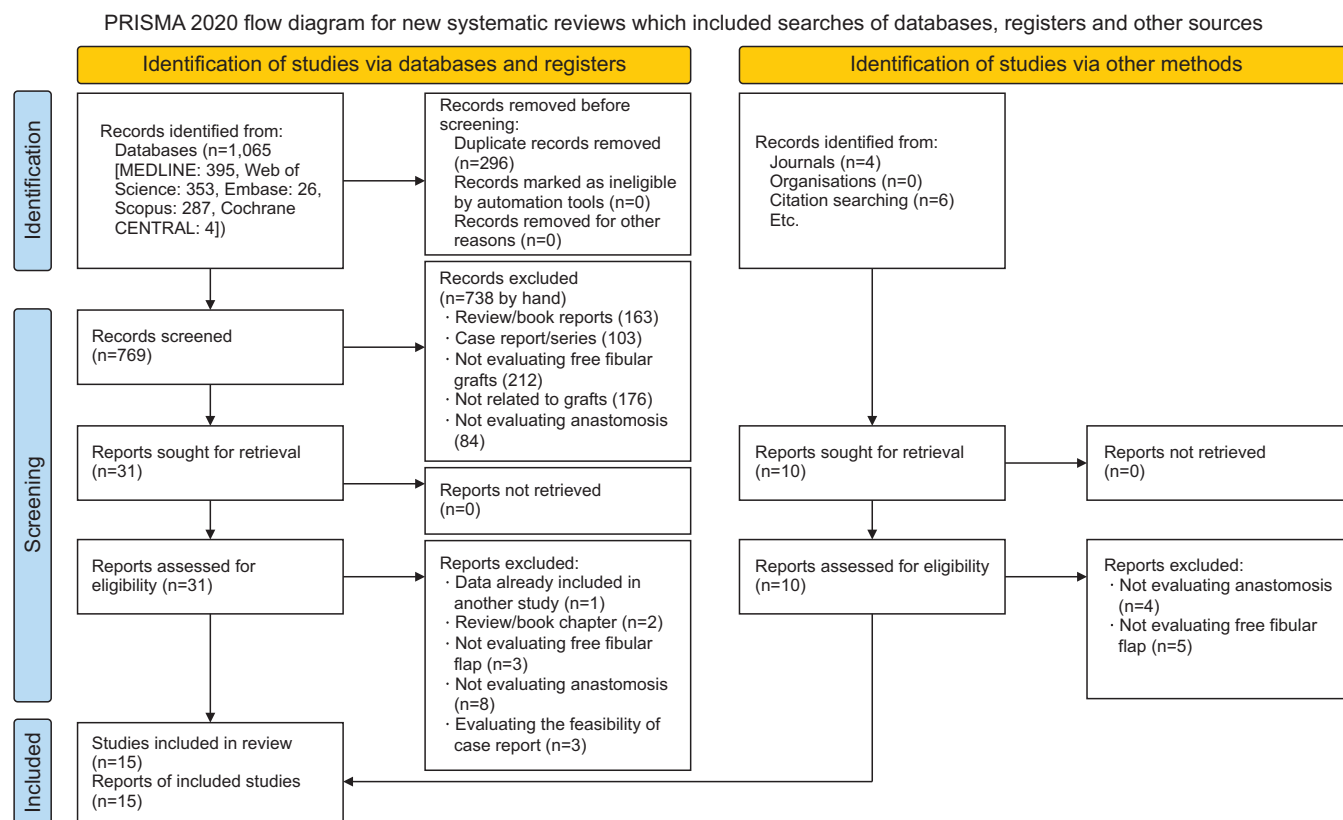 PRISMA 2020 flow diagram for new systematic reviews which included searches of databases, registers and other sources
Identification of studies via databases and registers
Identification of studies via other methods
Identification
Records identified from:
Databases (n=1,065
[MEDLINE: 395, Web of
Science: 353, Embase: 26,
Scopus: 287, Cochrane
CENTRAL: 4])
Records removed before
screening:
Duplicate records removed
(n=296)
Records marked as ineligible
by automation tools (n=0)
Records removed for other
reasons (n=0)
Records identified from:
Journals (n=4)
Organisations (n=0)
Citation searching (n=6)
Etc.
Screening
Records screened
(n=769)
Records excluded
(n=738 by hand)
· Review/book reports (163)
· Case report/series (103)
· Not evaluating free fibular
grafts (212)
· Not related to grafts (176)
· Not evaluating anastomosis
(84)
Reports sought for retrieval
(n=31)
Reports not retrieved
(n=0)
Reports sought for retrieval
(n=10)
Reports not retrieved
(n=0)
Reports assessed for
eligibility (n=31)
Reports excluded:
· Data already included in
another study (n=1)
· Review/book chapter (n=2)
· Not evaluating free fibular
flap (n=3)
· Not evaluating anastomosis
(n=8)
· Evaluating the feasibility of
case report (n=3)
Reports assessed for eligibility
(n=10)
Reports excluded:
· Not evaluating anastomosis
(n=4)
· Not evaluating free fibular
flap (n=5)
Included
Studies included in review
(n=15)
Reports of included studies
(n=15)